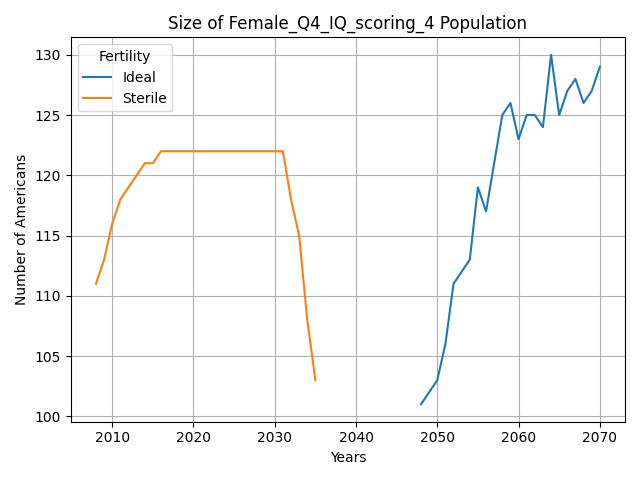 Size of Female_Q4_IQ_scoring_4 Population
Fertility
Ideal
Sterile
Number of Americans
130
125
120
115
110
105
100
2010 2020 2030 2040 2050 2060 2070
Years